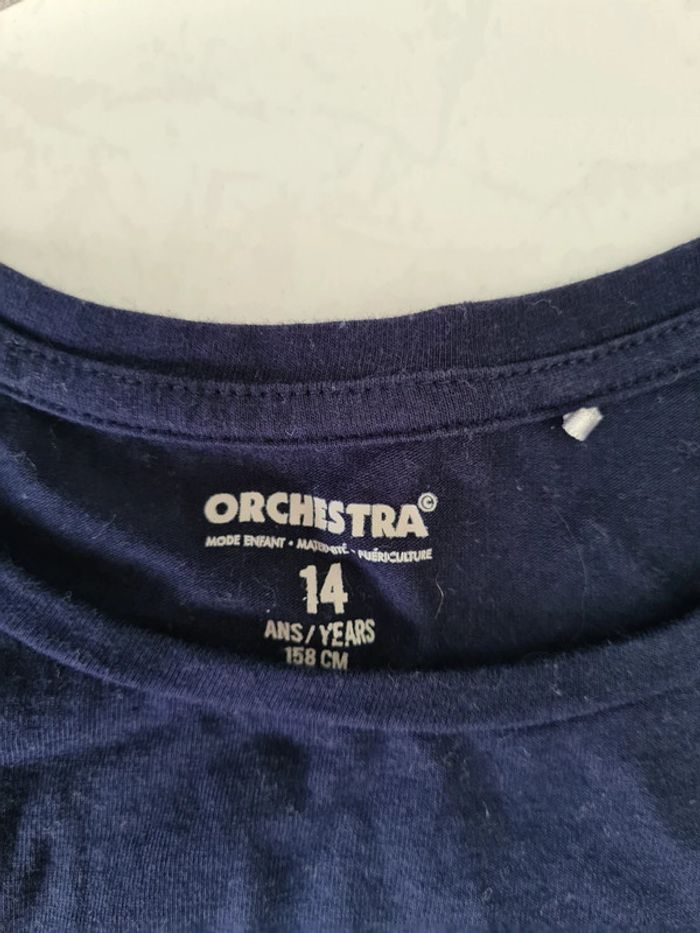 ORCHESTRA©
MODE ENFANT • MATERNITÉ • PUÉRICULTURE
14
ANS/YEARS
158 CM